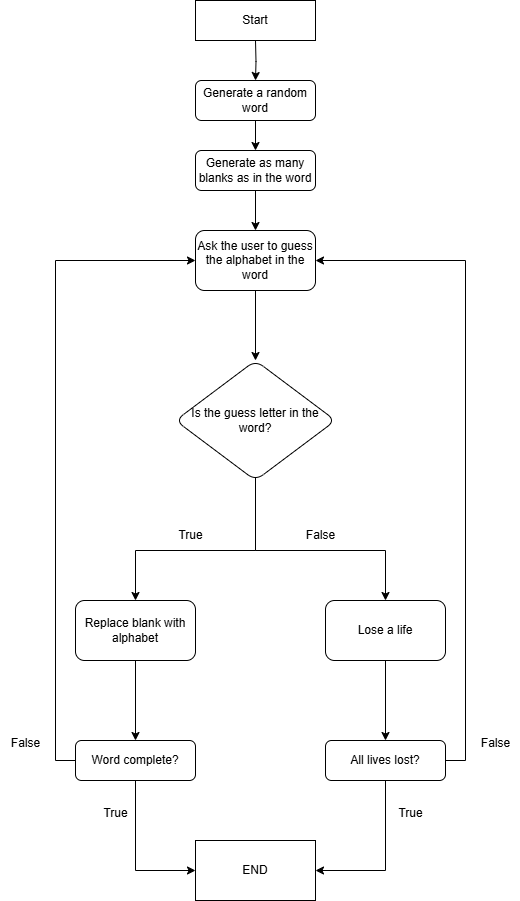 Start
Generate a random
word
Generate as many
blanks as in the word
Ask the user to guess
the alphabet in the
word
Is the guess letter in the
word?
True
False
Replace blank with
alphabet
Lose a life
False
Word complete?
All lives lost?
False
True
True
END